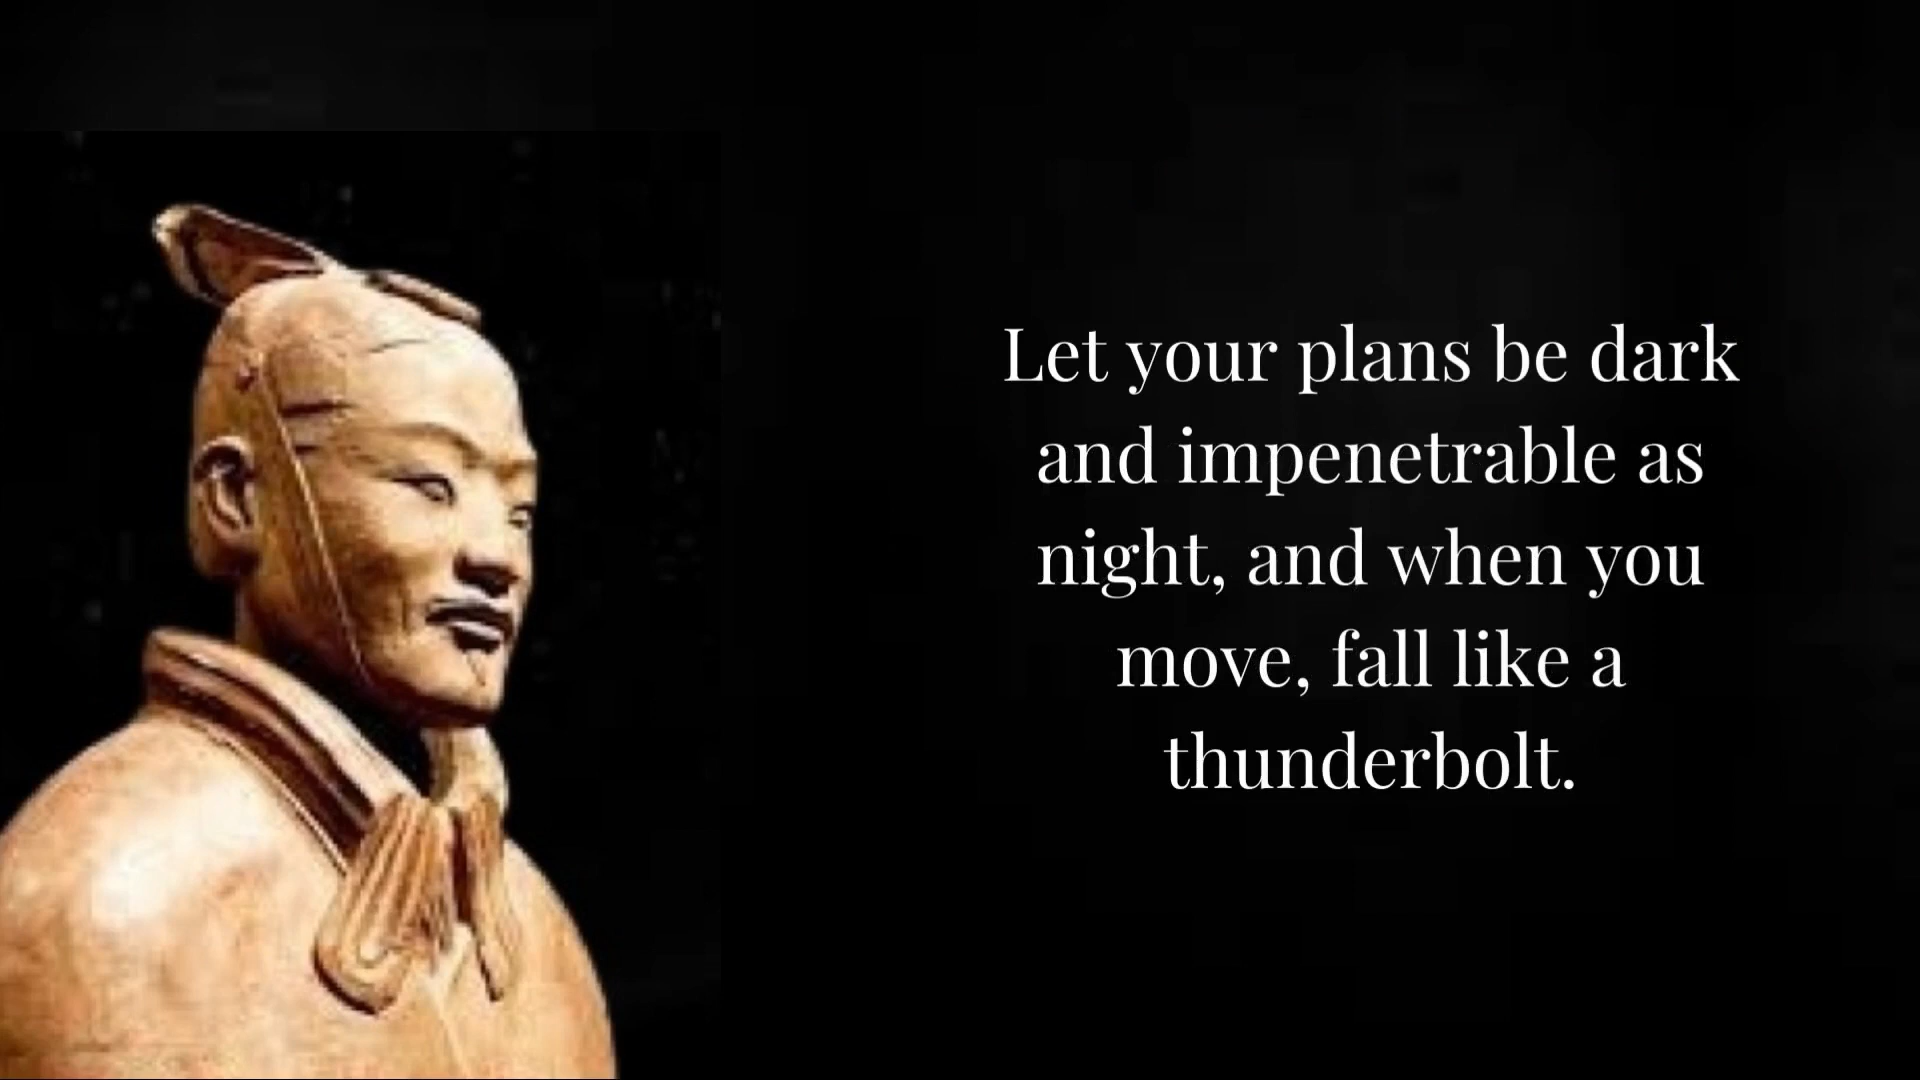 Let your plans be dark
and impenetrable as
night, and when you
move, fall like a
thunderbolt.